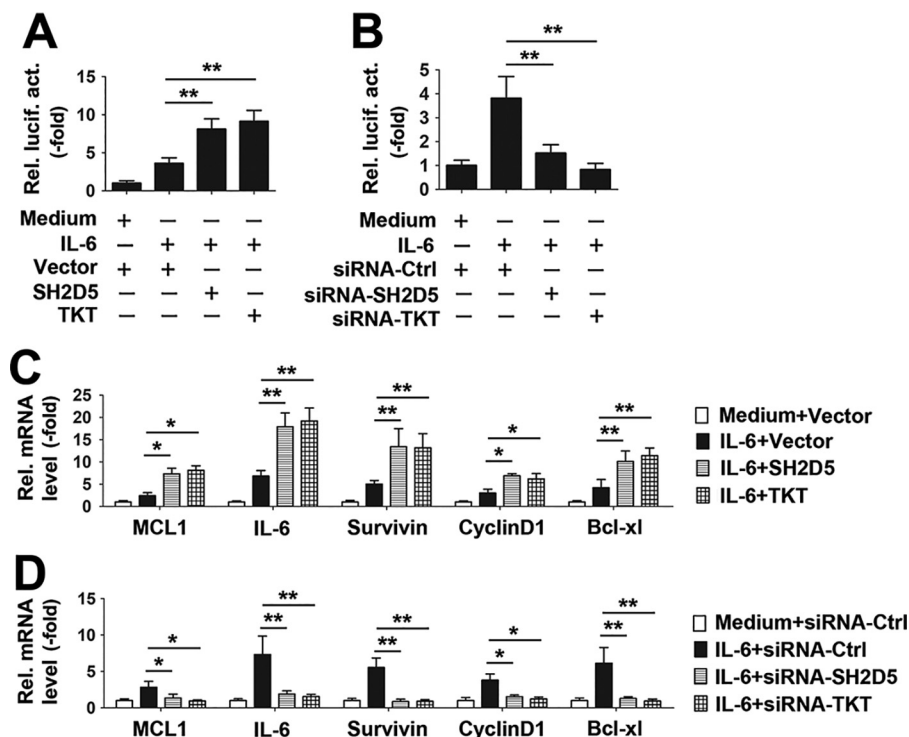 A
Rel. lucif. act.
(-fold)
15
10
5
0
**
**
Medium + − − −
IL-6 − + + +
Vector + + − −
SH2D5 − − + −
TKT − − − +
B
Rel. lucif. act.
(-fold)
5
4
3
2
1
0
**
**
Medium + − − −
IL-6 − + + +
siRNA-Ctrl + + − −
siRNA-SH2D5 − − + −
siRNA-TKT − − − +
C
Rel. mRNA
level (-fold)
25
20
15
10
5
0
* ** ** * **
* ** ** * **
MCL1 IL-6 Survivin CyclinD1 Bcl-xl
Medium+Vector
IL-6+Vector
IL-6+SH2D5
IL-6+TKT
D
Rel. mRNA
level (-fold)
15
10
5
0
* ** ** * **
* ** ** * **
MCL1 IL-6 Survivin CyclinD1 Bcl-xl
Medium+siRNA-Ctrl
IL-6+siRNA-Ctrl
IL-6+siRNA-SH2D5
IL-6+siRNA-TKT